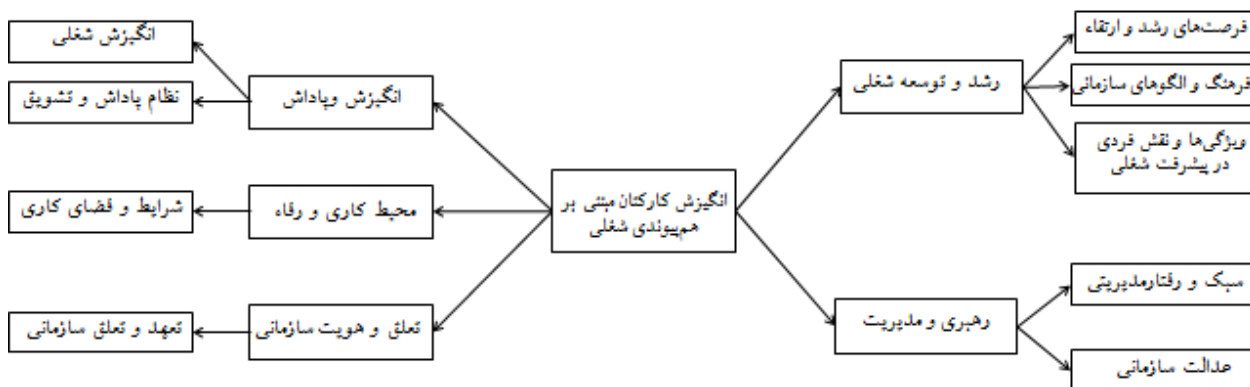 فرصت‌های رشد و ارتقاء
فرهنگ و الگوهای سازمانی
ویژگی‌ها و نقش فردی
در پیشرفت شغلی
رشد و توسعه شغلی
سبک و رفتارمدیریتی
عدالت سازمانی
رهبری و مدیریت
انگیزش کارکنان مبتنی بر
هم‌پیوندی شغلی
انگیزش وپاداش
محیط کاری و رفاه
تعلق و هویت سازمانی
انگیزش شغلی
نظام پاداش و تشویق
شرایط و فضای کاری
تعهد و تعلق سازمانی